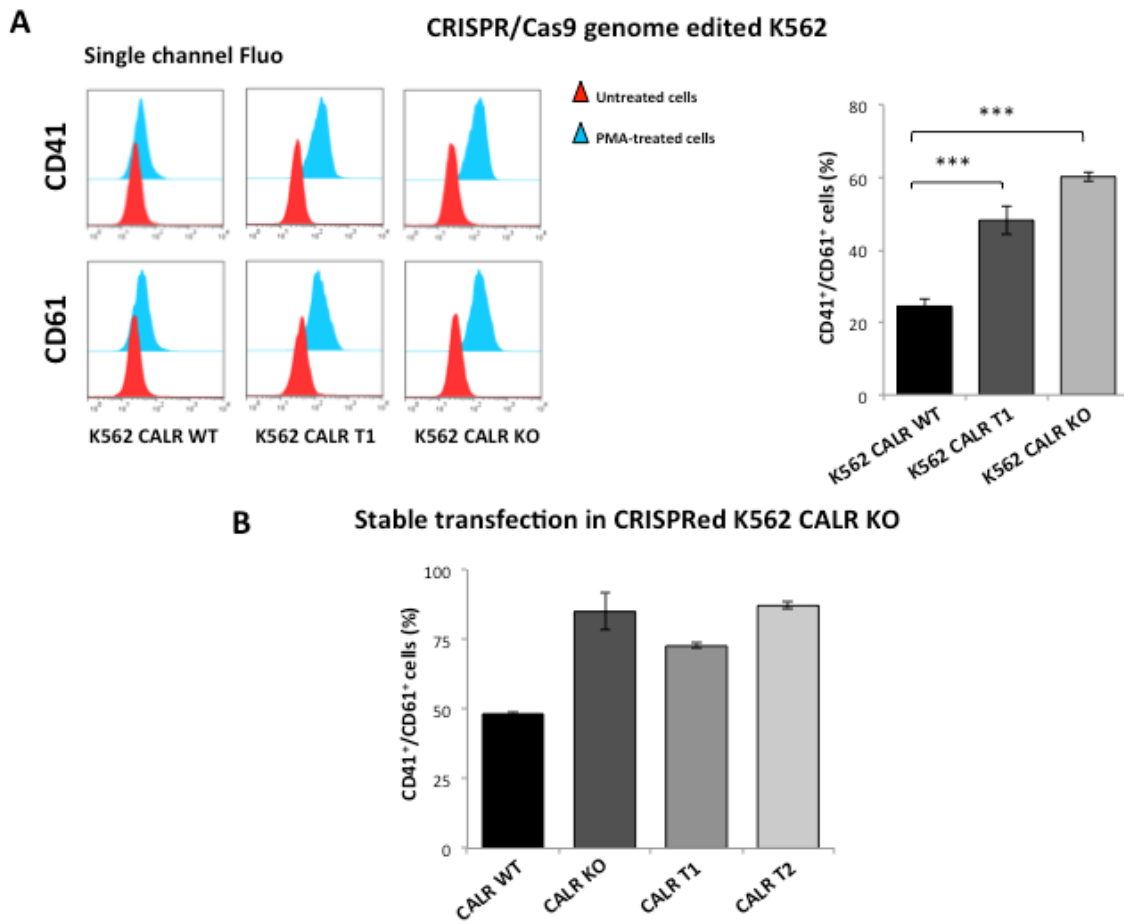 A
CRISPR/Cas9 genome edited K562
Single channel Fluo
Untreated cells
PMA-treated cells
CD41
CD61
K562 CALR WT
K562 CALR T1
K562 CALR KO
80
60
40
20
0
CD41⁺/CD61⁺ cells (%)
***
***
K562 CALR WT
K562 CALR T1
K562 CALR KO
B
Stable transfection in CRISPRed K562 CALR KO
100
75
50
25
0
CD41⁺/CD61⁺ cells (%)
CALR WT
CALR KO
CALR T1
CALR T2